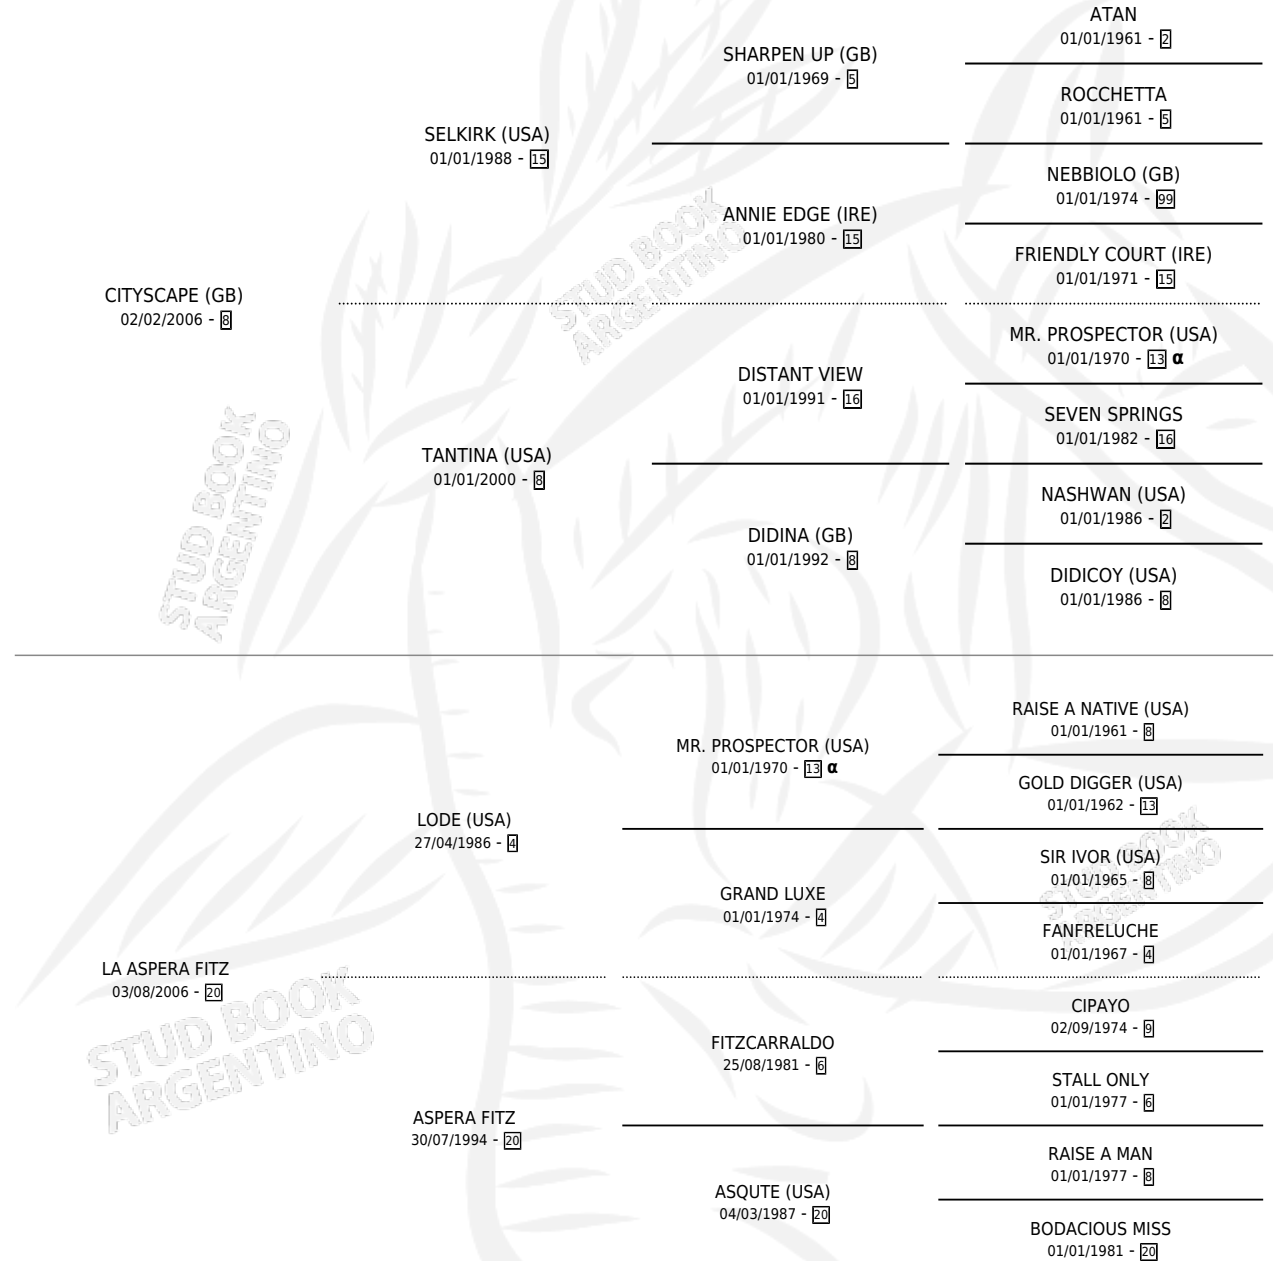 ATAN
01/01/1961 - 2
SHARPEN UP (GB)
01/01/1969 - 5
ROCCHETTA
01/01/1961 - 5
SELKIRK (USA)
01/01/1988 - 15
NEBBIOLO (GB)
01/01/1974 - 99
ANNIE EDGE (IRE)
01/01/1980 - 15
FRIENDLY COURT (IRE)
01/01/1971 - 15
CITYSCAPE (GB)
02/02/2006 - 8
MR. PROSPECTOR (USA)
01/01/1970 - 13 α
DISTANT VIEW
01/01/1991 - 16
SEVEN SPRINGS
01/01/1982 - 16
TANTINA (USA)
01/01/2000 - 8
NASHWAN (USA)
01/01/1986 - 2
DIDINA (GB)
01/01/1992 - 8
DIDICOY (USA)
01/01/1986 - 8
RAISE A NATIVE (USA)
01/01/1961 - 8
MR. PROSPECTOR (USA)
01/01/1970 - 13 α
GOLD DIGGER (USA)
01/01/1962 - 13
LODE (USA)
27/04/1986 - 4
SIR IVOR (USA)
01/01/1965 - 8
GRAND LUXE
01/01/1974 - 4
FANFRELUCHE
01/01/1967 - 4
LA ASPERA FITZ
03/08/2006 - 20
CIPAYO
02/09/1974 - 9
FITZCARRALDO
25/08/1981 - 6
STALL ONLY
01/01/1977 - 6
ASPERA FITZ
30/07/1994 - 20
RAISE A MAN
01/01/1977 - 8
ASQUTE (USA)
04/03/1987 - 20
BODACIOUS MISS
01/01/1981 - 20
STUD BOOK
ARGENTINO
STUD BOOK
ARGENTINO
STUD BOOK
ARGENTINO
STUD BOOK
ARGENTINO